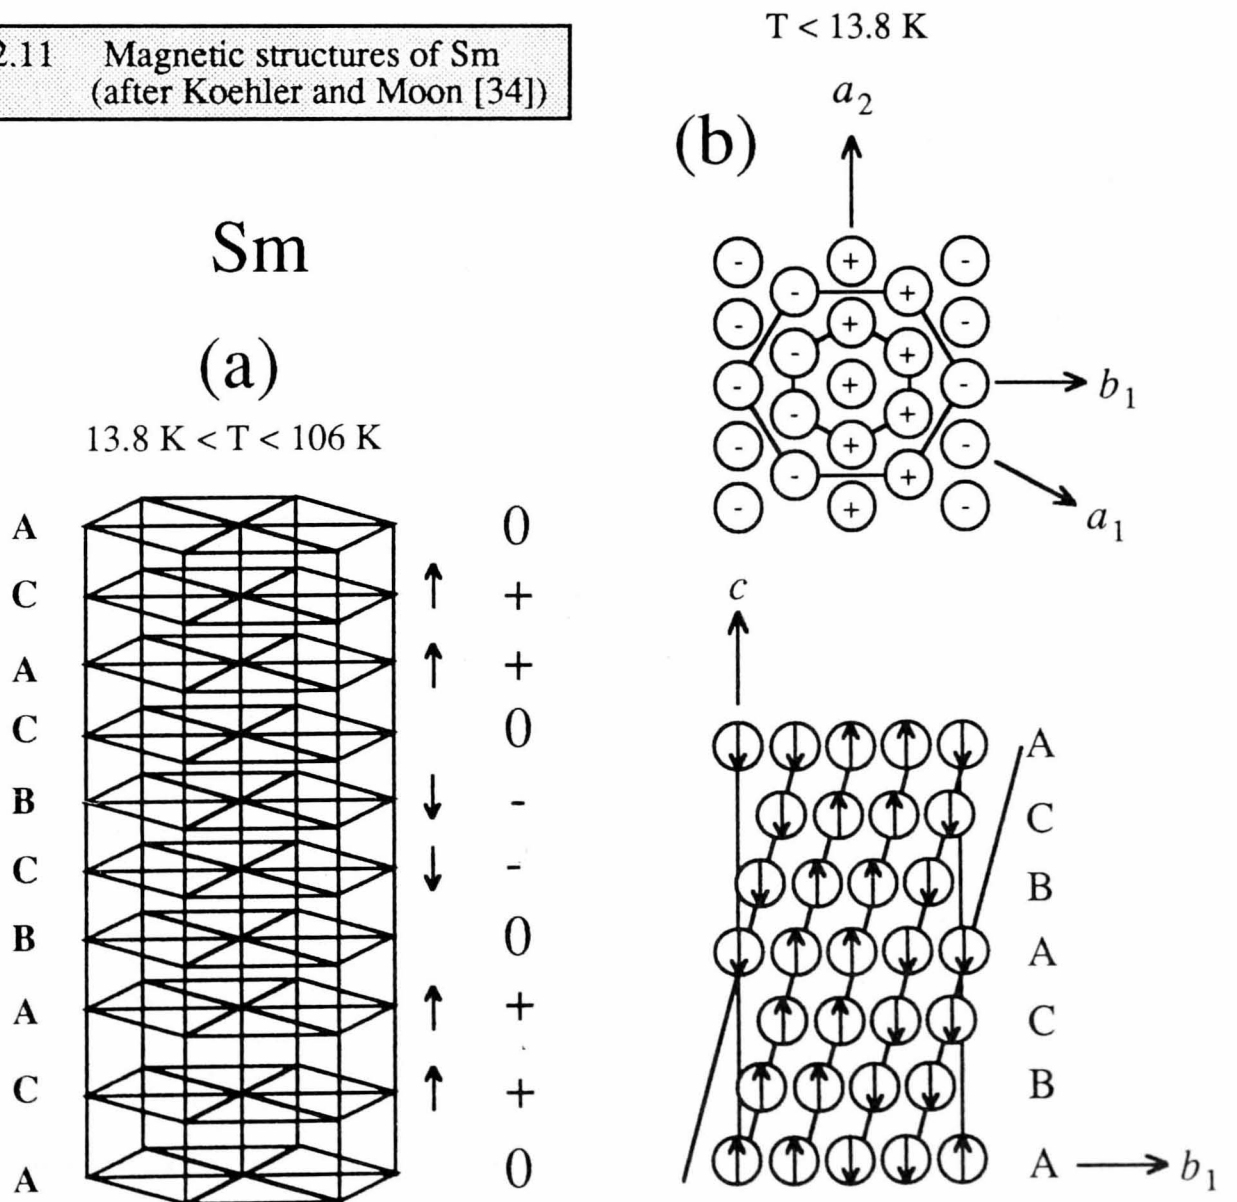 2.11 Magnetic structures of Sm
(after Koehler and Moon [34])
Sm
(a)
13.8 K < T < 106 K
A 0
C ↑ +
A ↑ +
C 0
B ↓ -
C ↓ -
B 0
A ↑ +
C ↑ +
A 0
T < 13.8 K
(b)
a2
- + -
- +
- + -
- +
- + - b1
- +
- + -
- +
- + -
a1
c
A
C
B
A
C
B
A b1